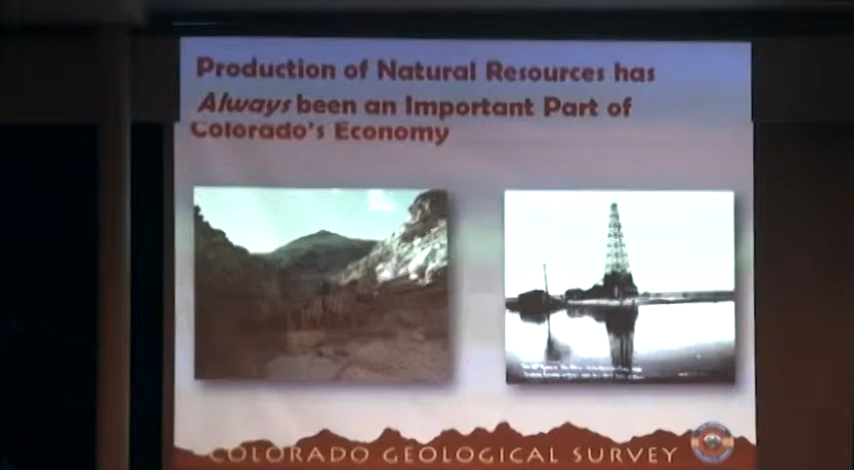 Production of Natural Resources has
Always been an Important Part of
Colorado's Economy
COLORADO GEOLOGICAL SURVEY